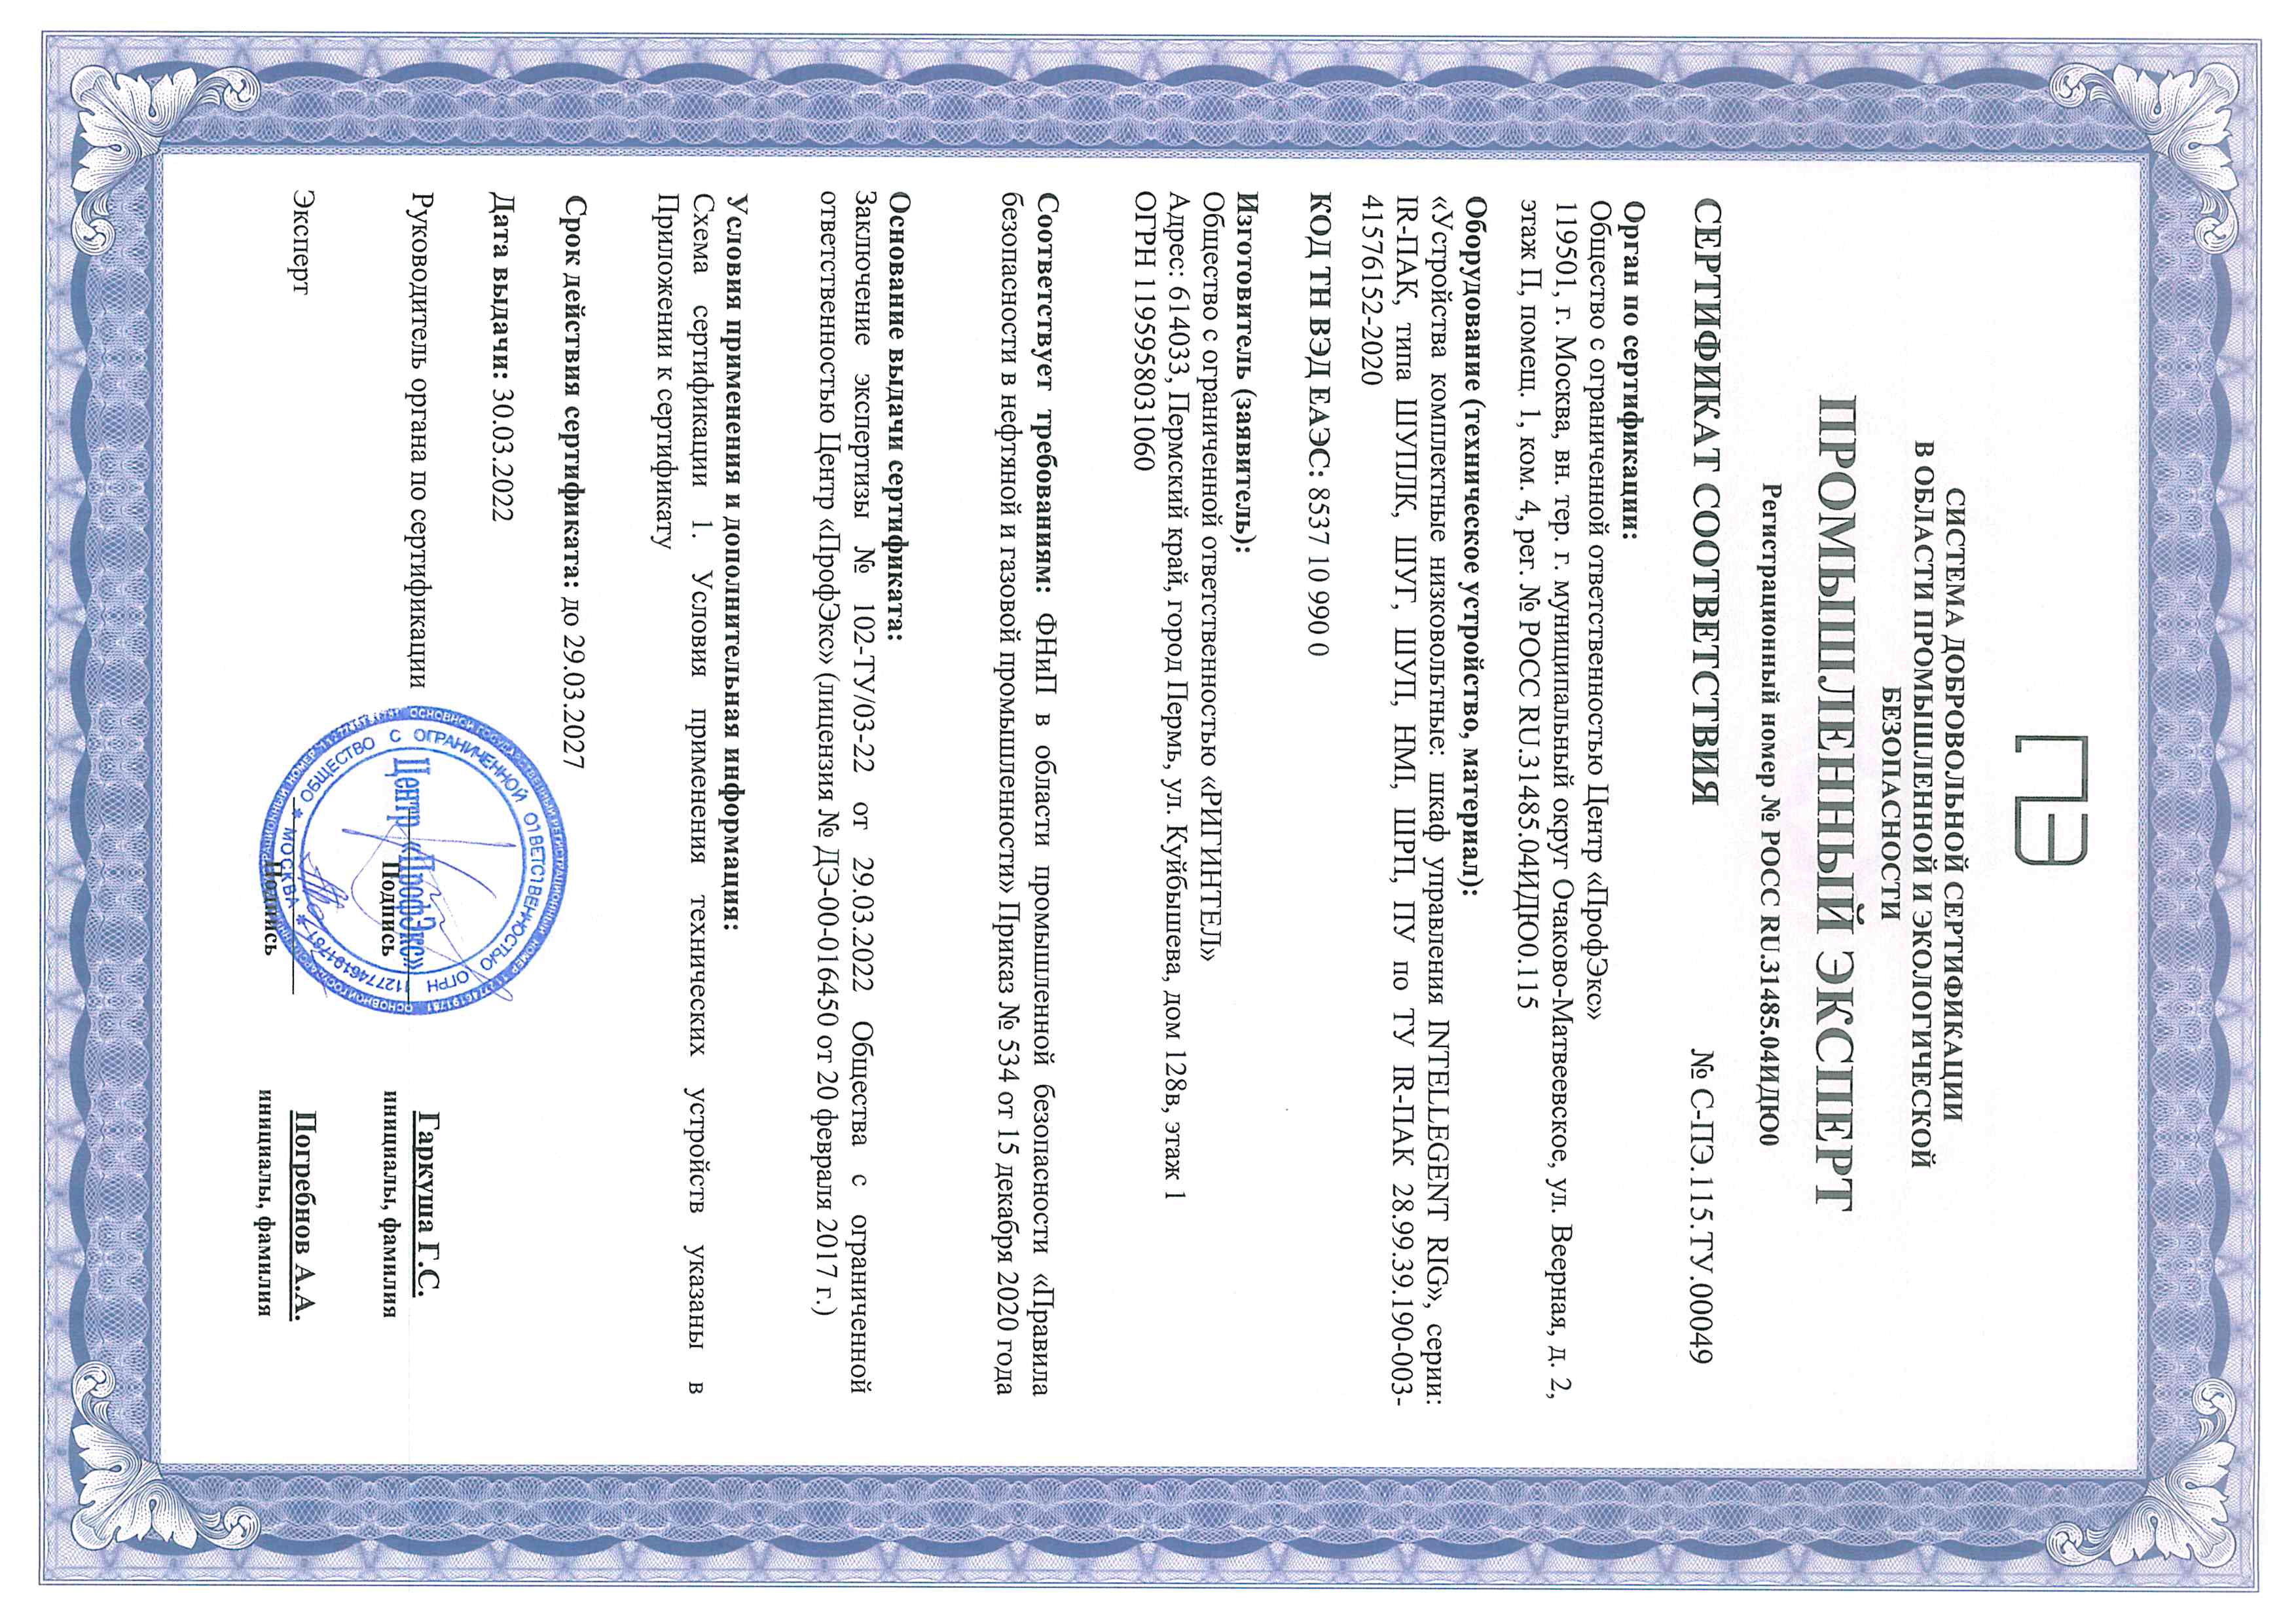 ПЭ
СИСТЕМА ДОБРОВОЛЬНОЙ СЕРТИФИКАЦИИ
В ОБЛАСТИ ПРОМЫШЛЕННОЙ И ЭКОЛОГИЧЕСКОЙ
БЕЗОПАСНОСТИ
ПРОМЫШЛЕННЫЙ ЭКСПЕРТ
Регистрационный номер № РОСС RU.31485.04ИДЮ0
СЕРТИФИКАТ СООТВЕТСТВИЯ № С-ПЭ.115.ТУ.00049
Орган по сертификации:
Общество с ограниченной ответственностью Центр «ПрофЭкс»
119501, г. Москва, вн. тер. г. муниципальный округ Очаково-Матвеевское, ул. Веерная, д. 2,
этаж П, помещ. 1, ком. 4, рег. № РОСС RU.31485.04ИДЮ0.115
Оборудование (техническое устройство, материал):
«Устройства комплектные низковольтные: шкаф управления INTELLEGENT RIG», серии:
IR-ПАК, типа ШУПЛК, ШУГ, ШУП, HMI, ШРП, ПУ по ТУ IR-ПАК 28.99.39.190-003-
41576152-2020
КОД ТН ВЭД ЕАЭС: 8537 10 990 0
Изготовитель (заявитель):
Общество с ограниченной ответственностью «РИГИНТЕЛ»
Адрес: 614033, Пермский край, город Пермь, ул. Куйбышева, дом 128в, этаж 1
ОГРН 1195958031060
Соответствует требованиям: ФНиП в области промышленной безопасности «Правила
безопасности в нефтяной и газовой промышленности» Приказ № 534 от 15 декабря 2020 года
Основание выдачи сертификата:
Заключение экспертизы № 102-ТУ/03-22 от 29.03.2022 Общества с ограниченной
ответственностью Центр «ПрофЭкс» (лицензия № ДЭ-00-016450 от 20 февраля 2017 г.)
Условия применения и дополнительная информация:
Схема сертификации 1. Условия применения технических устройств указаны в
Приложении к сертификату
Срок действия сертификата: до 29.03.2027
Дата выдачи: 30.03.2022
Руководитель органа по сертификации
Подпись
Гаркуша Г.С.
инициалы, фамилия
Эксперт
Подпись
Погребнов А.А.
инициалы, фамилия
ОБЩЕСТВО С ОГРАНИЧЕННОЙ ОТВЕТСТВЕННОСТЬЮ ОГРН 1127746191731
Центр «ПрофЭкс»
* МОСКВА *